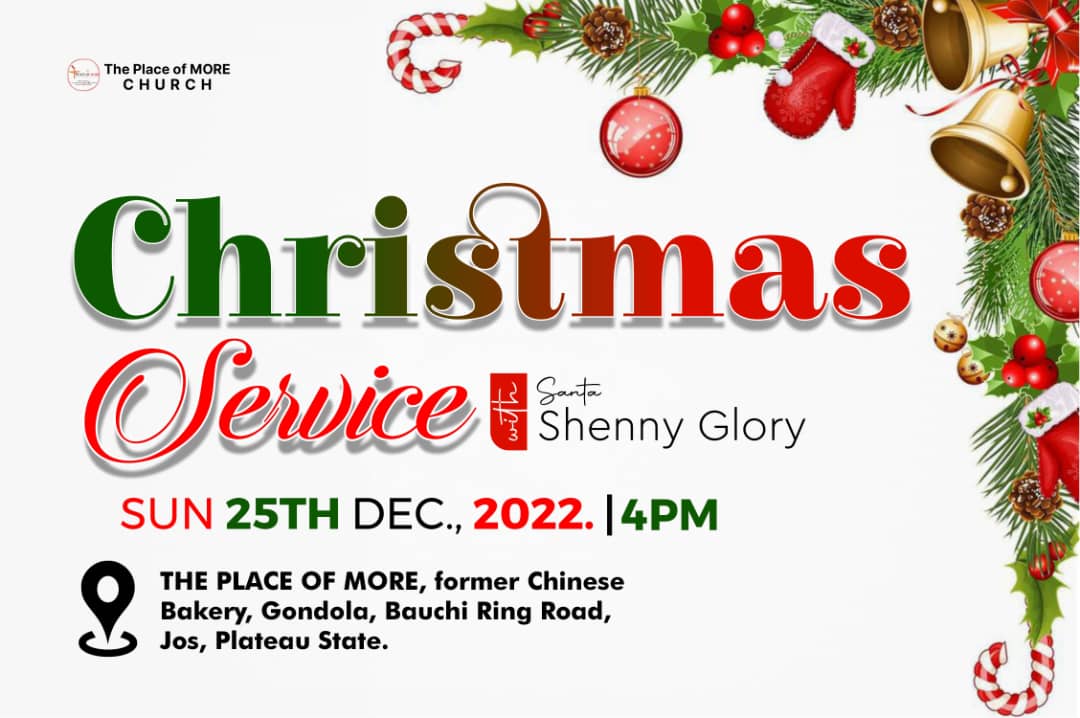 The Place of MORE
CHURCH
Christmas
Service with Santa
Shenny Glory
SUN 25TH DEC., 2022. | 4PM
THE PLACE OF MORE, former Chinese
Bakery, Gondola, Bauchi Ring Road,
Jos, Plateau State.